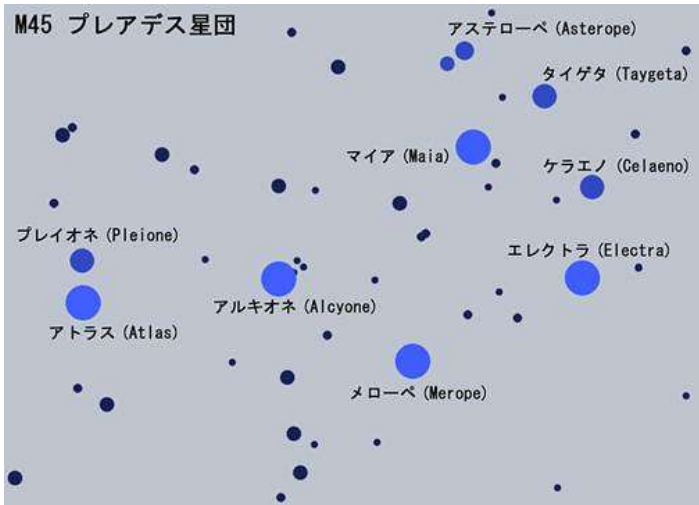 M45 プレアデス星団
アステローペ (Asterope)
タイゲタ (Taygeta)
マイア (Maia)
ケラエノ (Celaeno)
プレイオネ (Pleione)
エレクトラ (Electra)
アルキオネ (Alcyone)
アトラス (Atlas)
メローペ (Merope)